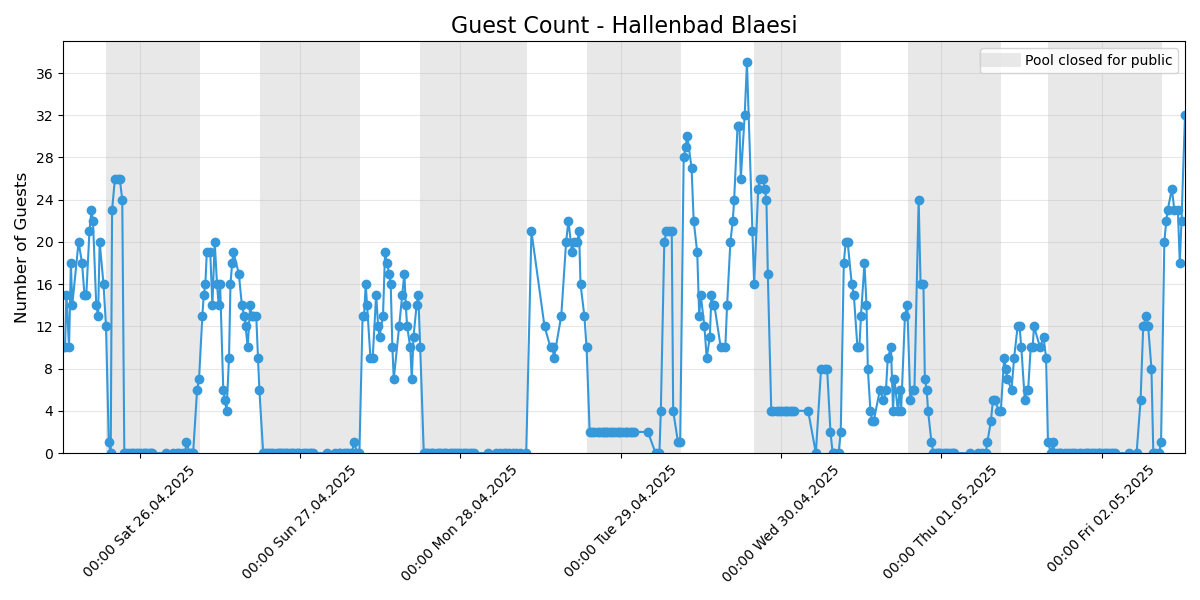 Guest Count - Hallenbad Blaesi
Pool closed for public
Number of Guests
36
32
28
24
20
16
12
8
4
0
00:00 Sat 26.04.2025
00:00 Sun 27.04.2025
00:00 Mon 28.04.2025
00:00 Tue 29.04.2025
00:00 Wed 30.04.2025
00:00 Thu 01.05.2025
00:00 Fri 02.05.2025